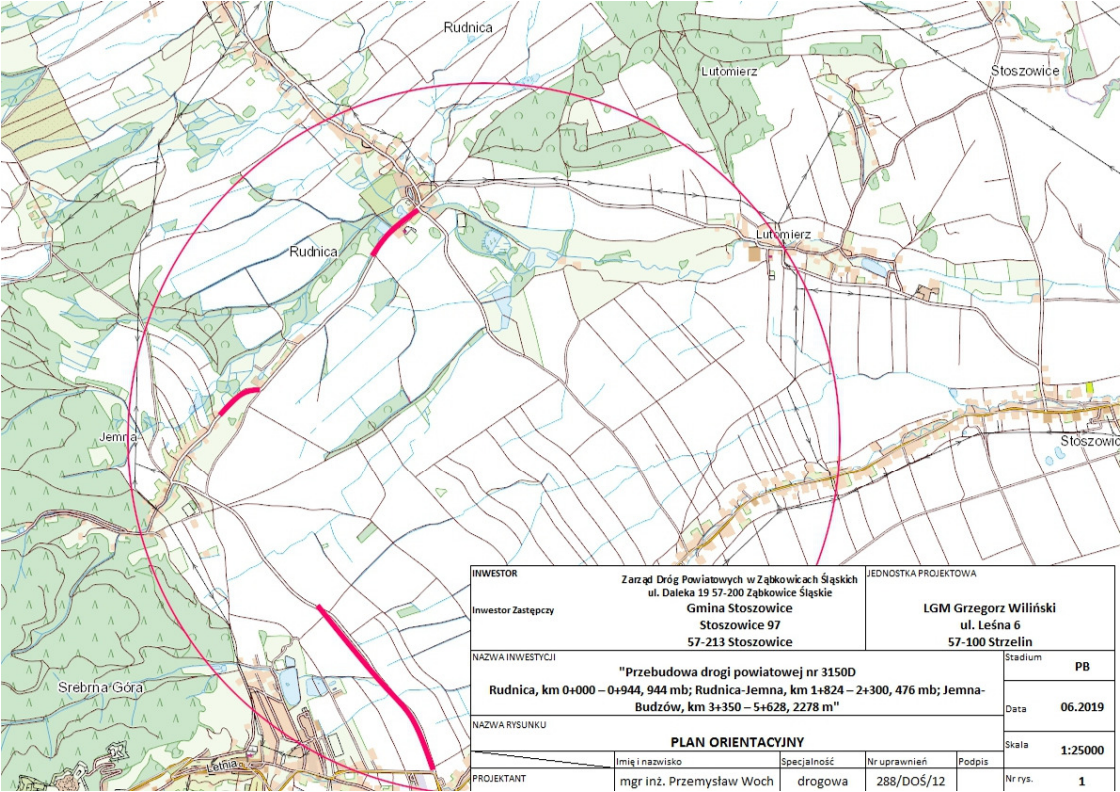 Rudnica
Lutomierz
Stoszowice
Rudnica
Lutomierz
Jemna
Stoszowic
Srebrna Góra
Letnia
INWESTOR
Zarząd Dróg Powiatowych w Ząbkowicach Śląskich
ul. Daleka 19 57-200 Ząbkowice Śląskie
Inwestor Zastępczy
Gmina Stoszowice
Stoszowice 97
57-213 Stoszowice
JEDNOSTKA PROJEKTOWA
LGM Grzegorz Wiliński
ul. Leśna 6
57-100 Strzelin
NAZWA INWESTYCJI
"Przebudowa drogi powiatowej nr 3150D
Rudnica, km 0+000 – 0+944, 944 mb; Rudnica-Jemna, km 1+824 – 2+300, 476 mb; Jemna-
Budzów, km 3+350 – 5+628, 2278 m"
Stadium
PB
Data
06.2019
NAZWA RYSUNKU
PLAN ORIENTACYJNY
Skala
1:25000
Imię i nazwisko
Specjalność
Nr uprawnień
Podpis
PROJEKTANT
mgr inż. Przemysław Woch
drogowa
288/DOŚ/12
Nr rys.
1